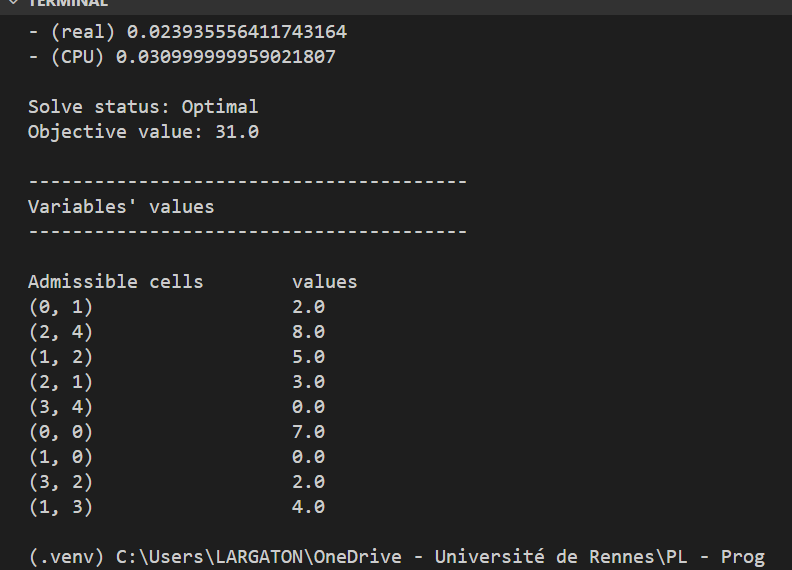 TERMINAL
- (real) 0.023935556411743164
- (CPU) 0.030999999959021807
Solve status: Optimal
Objective value: 31.0
----------------------------------------
Variables' values
----------------------------------------
Admissible cells        values
(0, 1)                  2.0
(2, 4)                  8.0
(1, 2)                  5.0
(2, 1)                  3.0
(3, 4)                  0.0
(0, 0)                  7.0
(1, 0)                  0.0
(3, 2)                  2.0
(1, 3)                  4.0
(.venv) C:\Users\LARGATON\OneDrive - Université de Rennes\PL - Prog